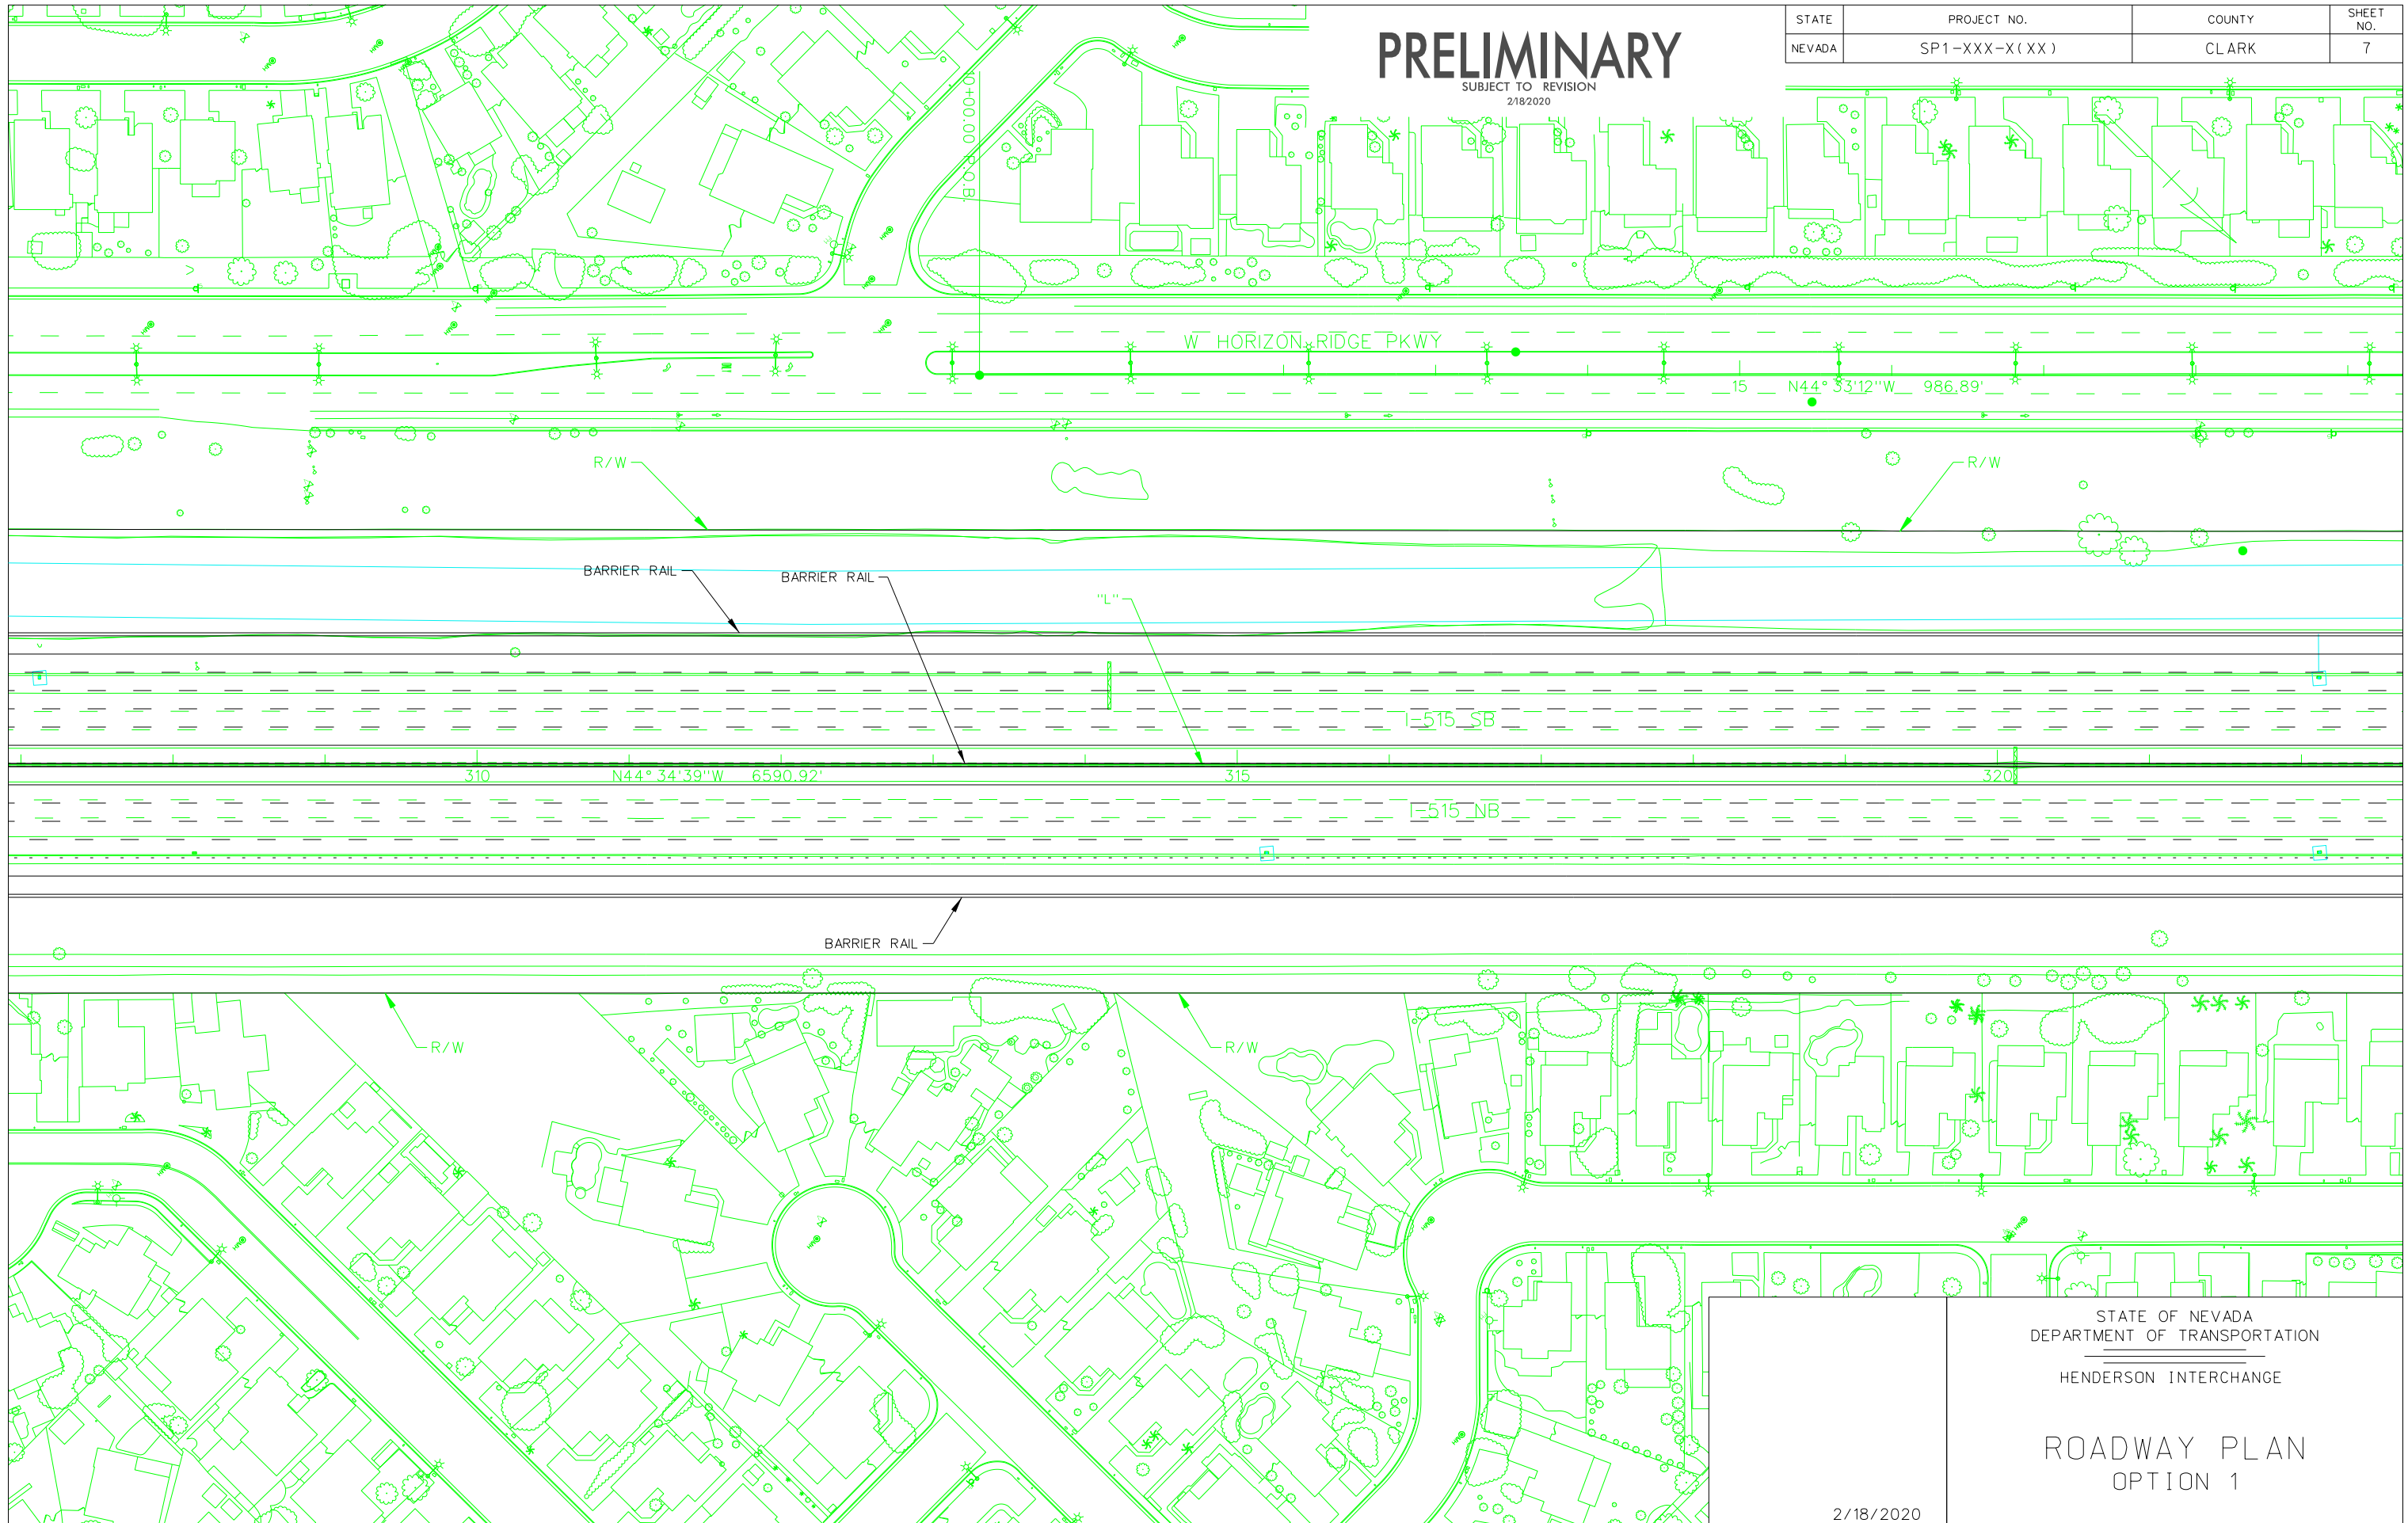 PRELIMINARY
SUBJECT TO REVISION
2/18/2020
STATE PROJECT NO. COUNTY SHEET NO.
NEVADA SP1-XXX-X(XX) CLARK 7
10+00.00 P.O.B.
W HORIZON RIDGE PKWY
15 N44°33'12"W 986.89'
R/W
R/W
BARRIER RAIL
BARRIER RAIL
"L"
I-515 SB
310 N44°34'39"W 6590.92' 315 320
I-515 NB
BARRIER RAIL
R/W
R/W
STATE OF NEVADA
DEPARTMENT OF TRANSPORTATION
HENDERSON INTERCHANGE
ROADWAY PLAN
OPTION 1
2/18/2020